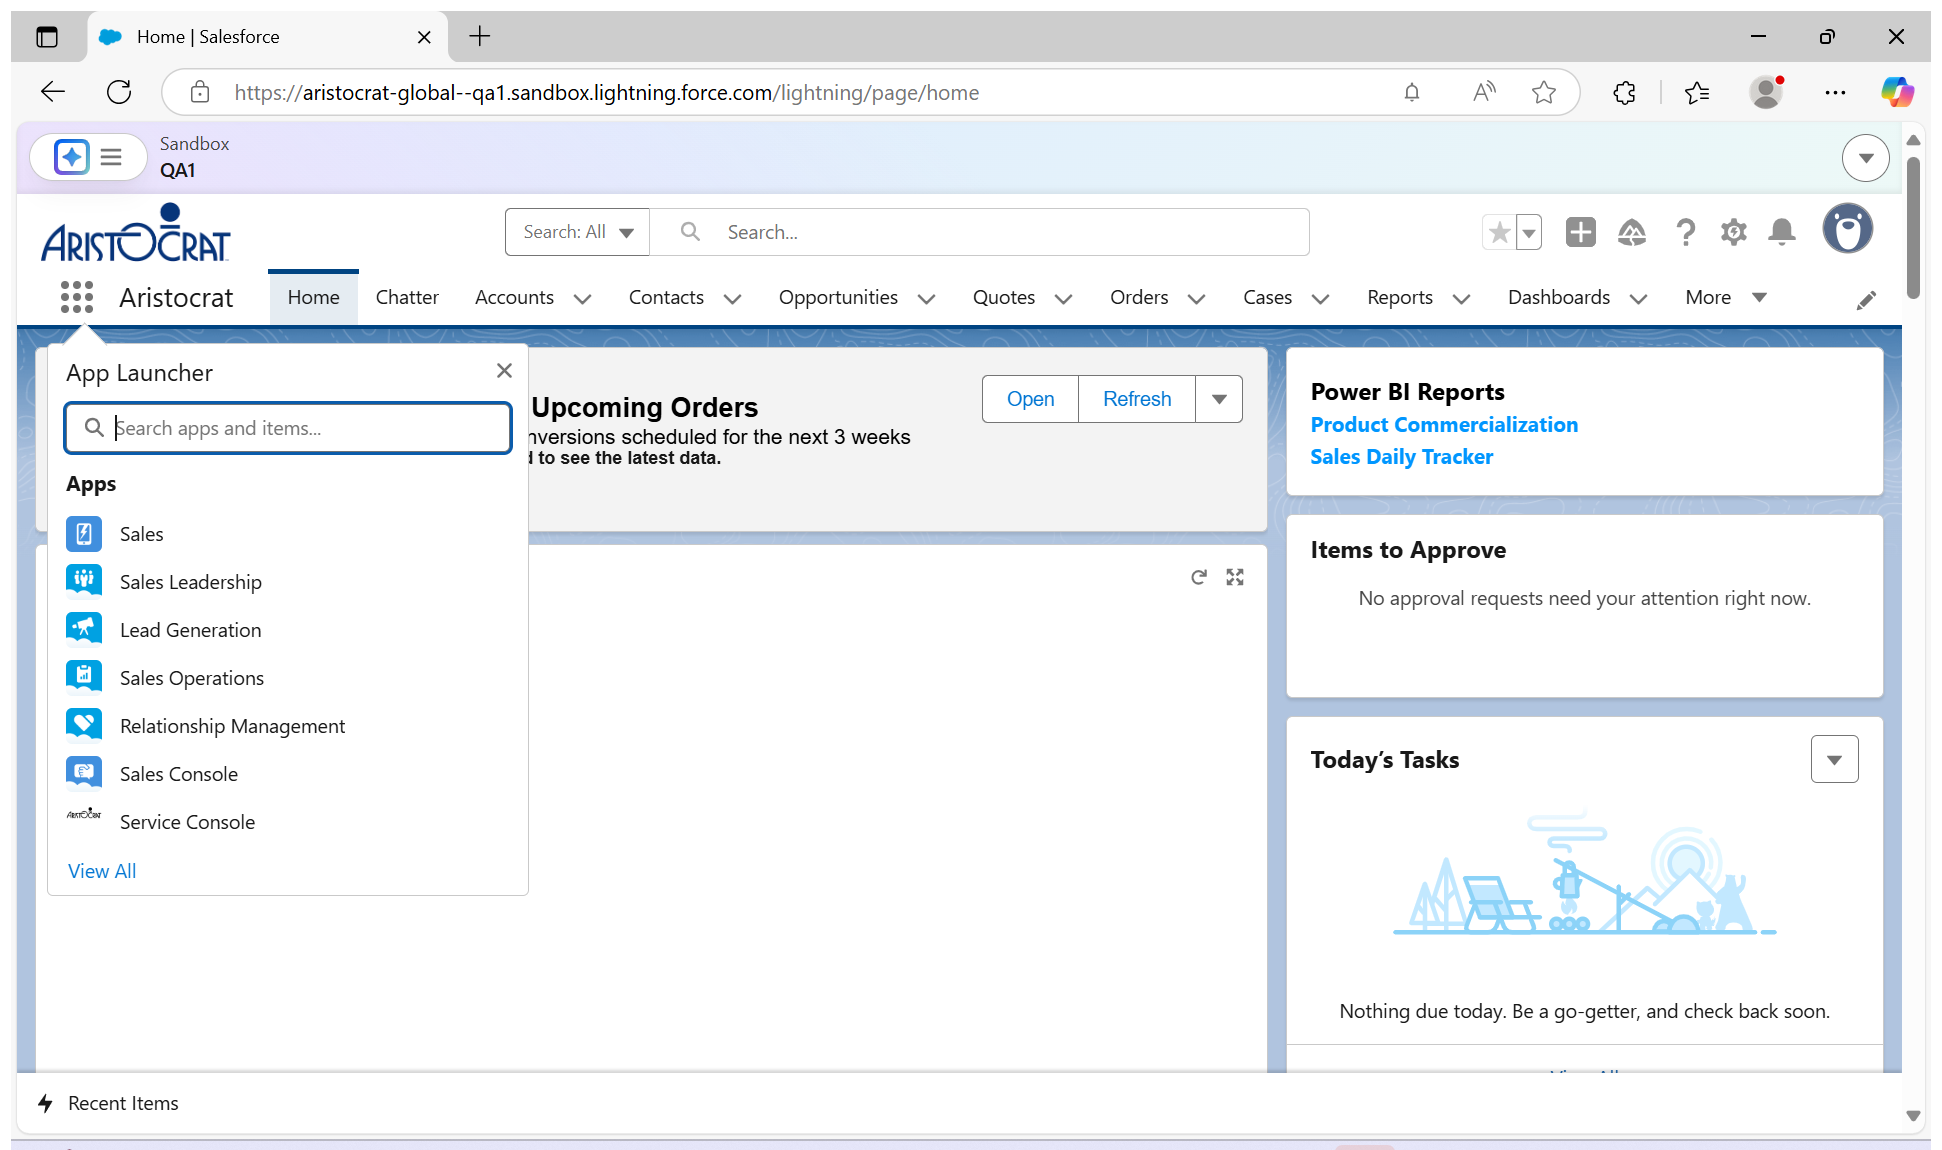 Home | Salesforce
https://aristocrat-global--qa1.sandbox.lightning.force.com/lightning/page/home
Sandbox
QA1
ARISTOCRAT
Search: All
Search...
Aristocrat
Home
Chatter
Accounts
Contacts
Opportunities
Quotes
Orders
Cases
Reports
Dashboards
More
App Launcher
Search apps and items...
Apps
Sales
Sales Leadership
Lead Generation
Sales Operations
Relationship Management
Sales Console
ARISTOCRAT
Service Console
View All
Upcoming Orders
nversions scheduled for the next 3 weeks
to see the latest data.
Open
Refresh
Power BI Reports
Product Commercialization
Sales Daily Tracker
Items to Approve
No approval requests need your attention right now.
Today’s Tasks
Nothing due today. Be a go-getter, and check back soon.
View All
Recent Items